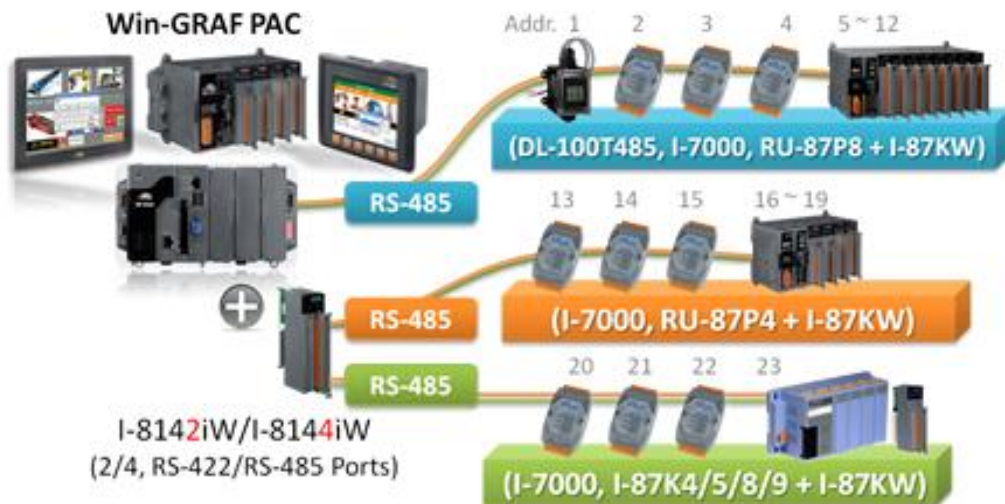 Win-GRAF PAC
Addr. 1 2 3 4 5 ~ 12
(DL-100T485, I-7000, RU-87P8 + I-87KW)
RS-485
13 14 15 16 ~ 19
RS-485
(I-7000, RU-87P4 + I-87KW)
RS-485
20 21 22 23
I-8142iW/I-8144iW
(2/4, RS-422/RS-485 Ports)
(I-7000, I-87K4/5/8/9 + I-87KW)